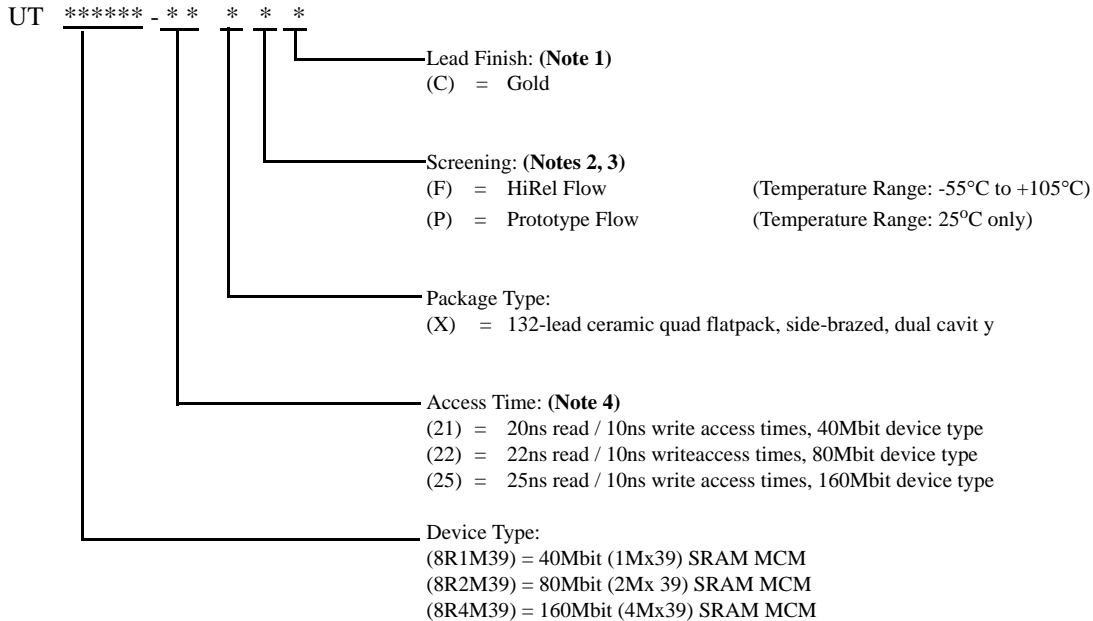 UT ****** - * * * * *
Lead Finish: (Note 1)
(C) = Gold
Screening: (Notes 2, 3)
(F) = HiRel Flow (Temperature Range: -55°C to +105°C)
(P) = Prototype Flow (Temperature Range: 25°C only)
Package Type:
(X) = 132-lead ceramic quad flatpack, side-brazed, dual cavit y
Access Time: (Note 4)
(21) = 20ns read / 10ns write access times, 40Mbit device type
(22) = 22ns read / 10ns writeaccess times, 80Mbit device type
(25) = 25ns read / 10ns write access times, 160Mbit device type
Device Type:
(8R1M39) = 40Mbit (1Mx39) SRAM MCM
(8R2M39) = 80Mbit (2Mx 39) SRAM MCM
(8R4M39) = 160Mbit (4Mx39) SRAM MCM